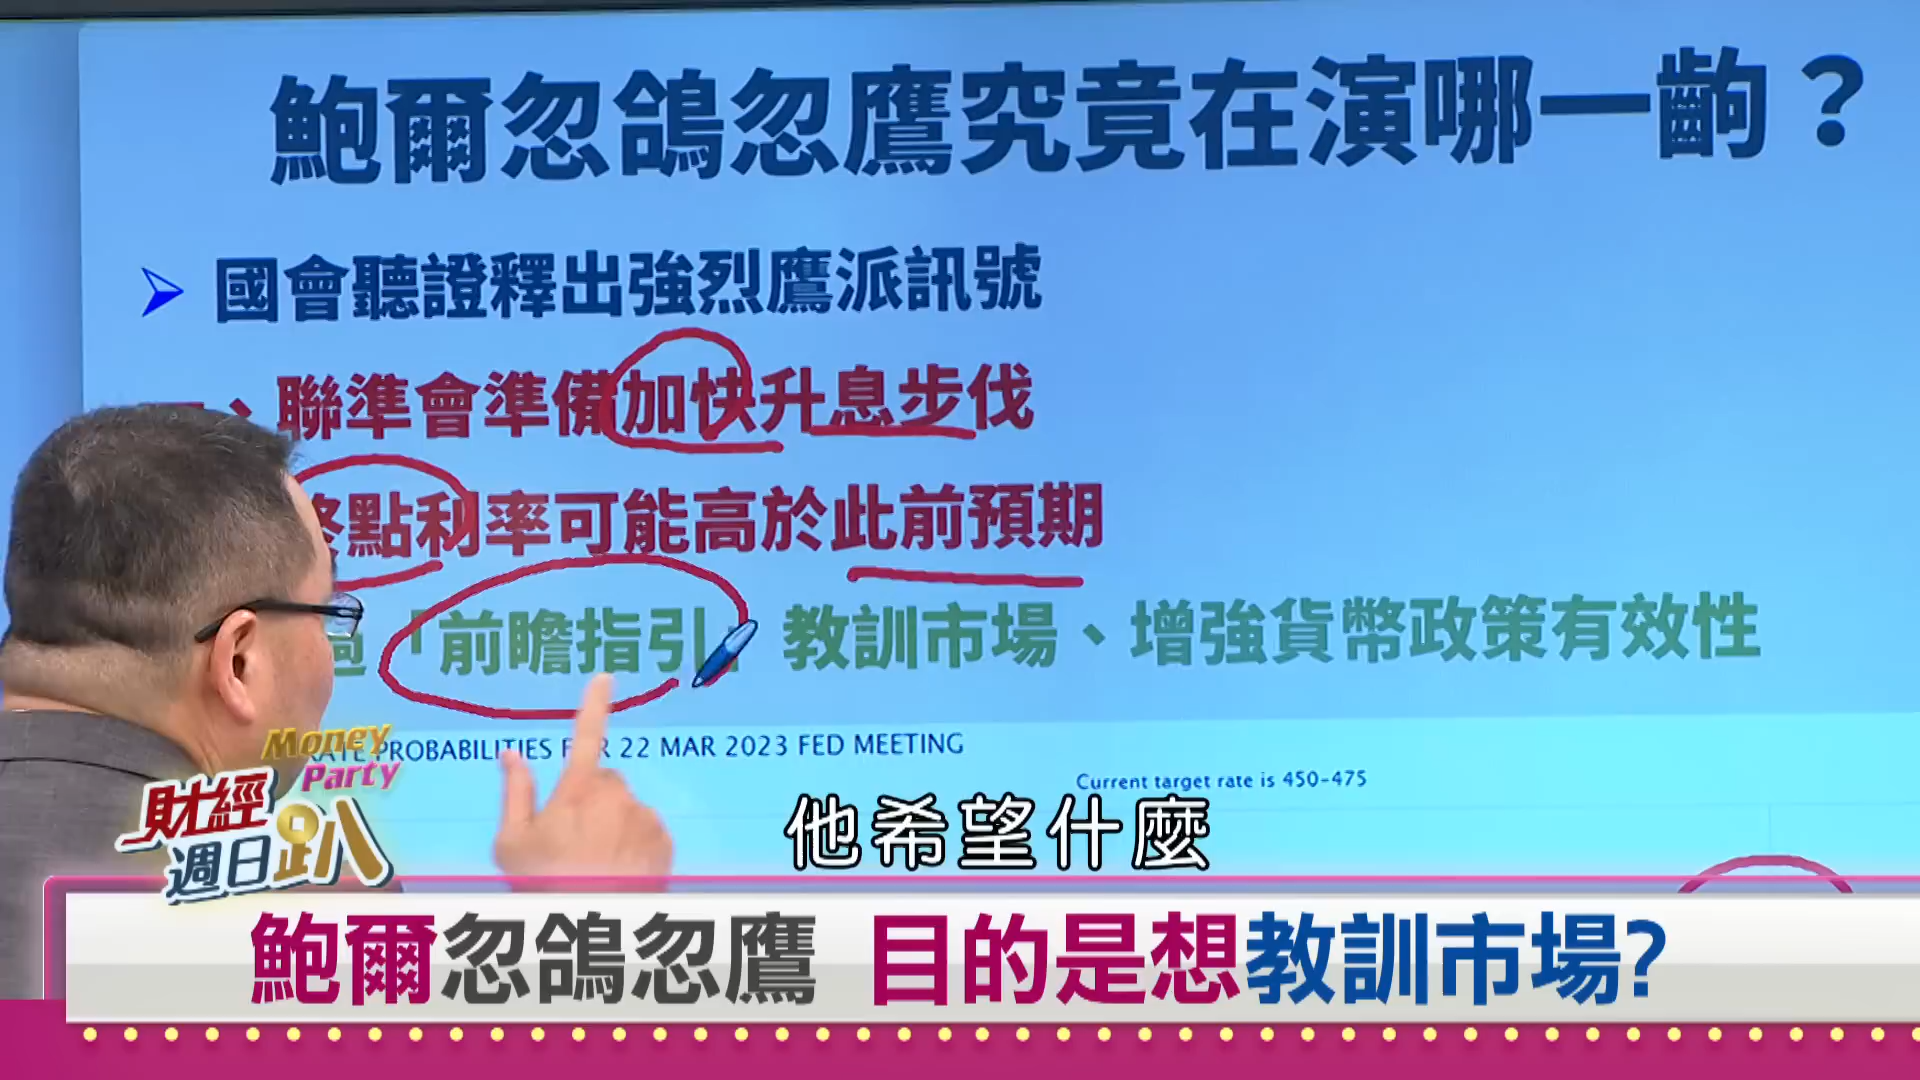 鮑爾忽鴿忽鷹究竟在演哪一齣？
國會聽證釋出強烈鷹派訊號
、聯準會準備加快升息步伐
終點利率可能高於此前預期
過「前瞻指引」教訓市場、增強貨幣政策有效性
RATE PROBABILITIES FOR 22 MAR 2023 FED MEETING
Current target rate is 450-475
Money Party
財經週日趴
他希望什麼
鮑爾忽鴿忽鷹 目的是想教訓市場?